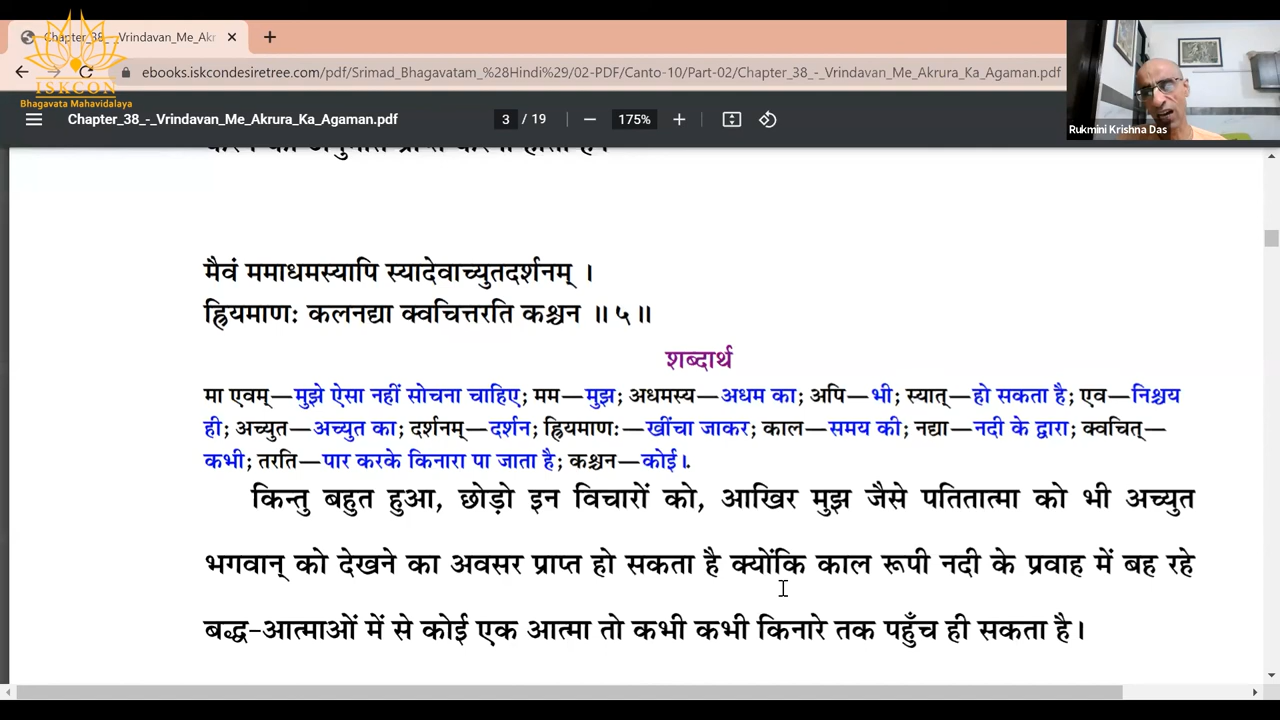 Chapter_38_-_Vrindavan_Me_Akr
ISKCON
Bhagavata Mahavidalaya
ebooks.iskcondesiretree.com/pdf/Srimad_Bhagavatam_%28Hindi%29/02-PDF/Canto-10/Part-02/Chapter_38_-_Vrindavan_Me_Akrura_Ka_Agaman.pdf
Chapter_38_-_Vrindavan_Me_Akrura_Ka_Agaman.pdf
3 / 19
175%
Rukmini Krishna Das
मैवं ममाधमस्यापि स्यादेवाच्युतदर्शनम् ।
ह्रियमाणः कलनद्या क्वचित्तरति कश्चन ॥ ५॥
शब्दार्थ
मा एवम्—मुझे ऐसा नहीं सोचना चाहिए; मम—मुझ; अधमस्य—अधम का; अपि—भी; स्यात्—हो सकता है; एव—निश्चय
ही; अच्युत—अच्युत का; दर्शनम्—दर्शन; ह्रियमाणः—खींचा जाकर; काल—समय की; नद्या—नदी के द्वारा; क्वचित्—
कभी; तरति—पार करके किनारा पा जाता है; कश्चन—कोई।.
किन्तु बहुत हुआ, छोड़ो इन विचारों को, आखिर मुझ जैसे पतितात्मा को भी अच्युत
भगवान् को देखने का अवसर प्राप्त हो सकता है क्योंकि काल रूपी नदी के प्रवाह में बह रहे
बद्ध-आत्माओं में से कोई एक आत्मा तो कभी कभी किनारे तक पहुँच ही सकता है।